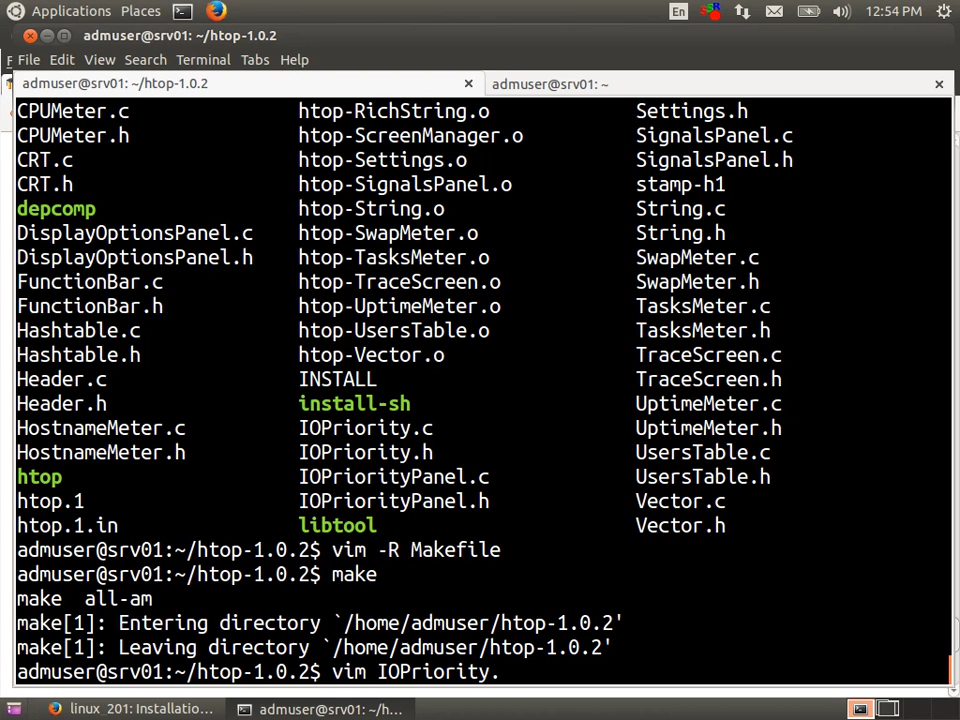 Applications Places En 12:54 PM
admuser@srv01: ~/htop-1.0.2
File Edit View Search Terminal Tabs Help
admuser@srv01: ~/htop-1.0.2 × admuser@srv01: ~ ×
CPUMeter.c htop-RichString.o Settings.h
CPUMeter.h htop-ScreenManager.o SignalsPanel.c
CRT.c htop-Settings.o SignalsPanel.h
CRT.h htop-SignalsPanel.o stamp-h1
depcomp htop-String.o String.c
DisplayOptionsPanel.c htop-SwapMeter.o String.h
DisplayOptionsPanel.h htop-TasksMeter.o SwapMeter.c
FunctionBar.c htop-TraceScreen.o SwapMeter.h
FunctionBar.h htop-UptimeMeter.o TasksMeter.c
Hashtable.c htop-UsersTable.o TasksMeter.h
Hashtable.h htop-Vector.o TraceScreen.c
Header.c INSTALL TraceScreen.h
Header.h install-sh UptimeMeter.c
HostnameMeter.c IOPriority.c UptimeMeter.h
HostnameMeter.h IOPriority.h UsersTable.c
htop IOPriorityPanel.c UsersTable.h
htop.1 IOPriorityPanel.h Vector.c
htop.1.in libtool Vector.h
admuser@srv01:~/htop-1.0.2$ vim -R Makefile
admuser@srv01:~/htop-1.0.2$ make
make  all-am
make[1]: Entering directory `/home/admuser/htop-1.0.2'
make[1]: Leaving directory `/home/admuser/htop-1.0.2'
admuser@srv01:~/htop-1.0.2$ vim IOPriority.
linux_201: Installatio... admuser@srv01: ~/h...